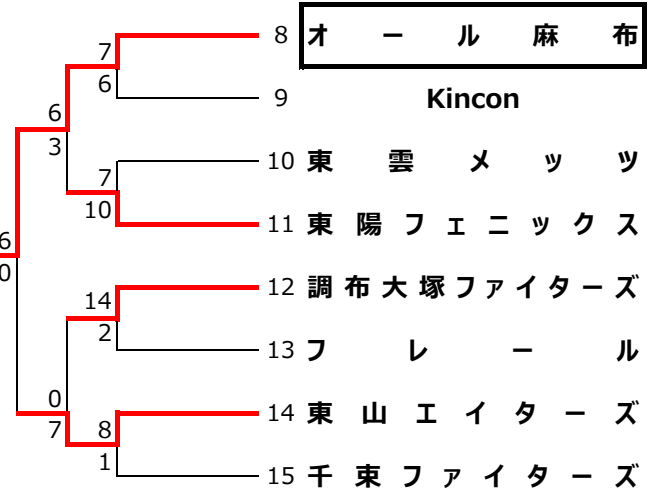 7 8 オール麻布
6 9 Kincon
6
3
7 10 東雲メッツ
10 11 東陽フェニックス
6
0
14 12 調布大塚ファイターズ
2 13 フレール
0
7
8 14 東山エイターズ
1 15 千束ファイターズ